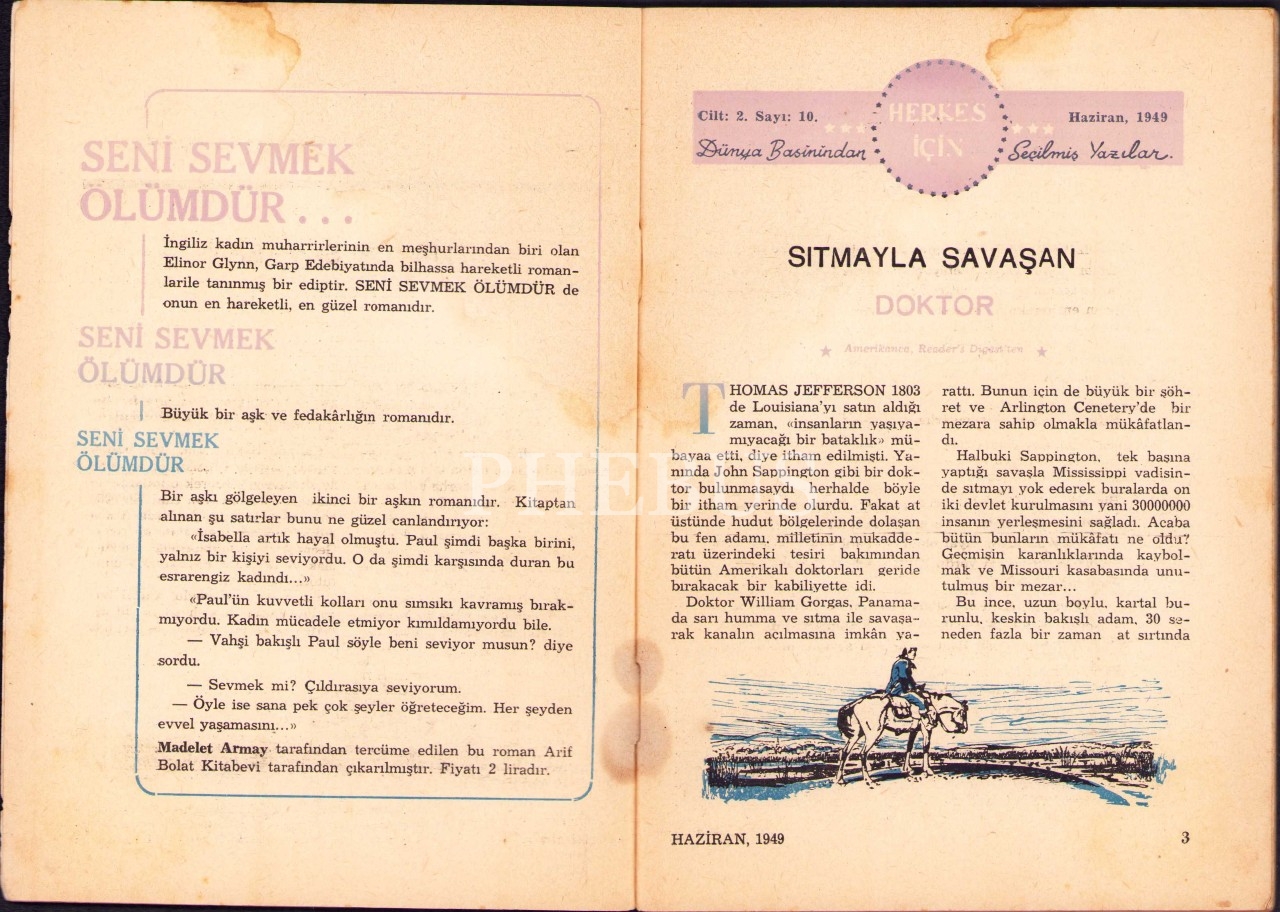 SENİ SEVMEK
ÖLÜMDÜR...
İngiliz kadın muharrirlerinin en meşhurlarından biri olan
Elinor Glynn, Garp Edebiyatında bilhassa hareketli roman-
larile tanınmış bir ediptir. SENİ SEVMEK ÖLÜMDÜR de
onun en hareketli, en güzel romanıdır.
SENİ SEVMEK
ÖLÜMDÜR
Büyük bir aşk ve fedakârlığın romanıdır.
SENİ SEVMEK
ÖLÜMDÜR
Bir aşkı gölgeleyen ikinci bir aşkın romanıdır. Kitaptan
alınan şu satırlar bunu ne güzel canlandırıyor:
«İsabella artık hayal olmuştu. Paul şimdi başka birini,
yalnız bir kişiyi seviyordu. O da şimdi karşısında duran bu
esrarengiz kadındı...»
«Paul'ün kuvvetli kolları onu sımsıkı kavramış bırak-
mıyordu. Kadın mücadele etmiyor kımıldamıyordu bile.
— Vahşi bakışlı Paul söyle beni seviyor musun? diye
sordu.
— Sevmek mi? Çıldırasıya seviyorum.
— Öyle ise sana pek çok şeyler öğreteceğim. Her şeyden
evvel yaşamasını...»
Madelet Armay tarafından tercüme edilen bu roman Arif
Bolat Kitabevi tarafından çıkarılmıştır. Fiyatı 2 liradır.
Cilt: 2. Sayı: 10.
HERKES
İÇİN
Haziran, 1949
Dünya Basınından
Seçilmiş Yazılar.
SITMAYLA SAVAŞAN
DOKTOR
Amerikanca, Reader's Digest'ten
THOMAS JEFFERSON 1803
de Louisiana'yı satın aldığı
zaman, «insanların yaşıya-
mıyacağı bir bataklık» mü-
bayaa etti, diye itham edilmişti. Ya-
nında John Sappington gibi bir dok-
tor bulunmasaydı herhalde böyle
bir itham yerinde olurdu. Fakat at
üstünde hudut bölgelerinde dolaşan
bu fen adamı, milletinin mukadde-
ratı üzerindeki tesiri bakımından
bütün Amerikalı doktorları geride
bırakacak bir kabiliyette idi.
Doktor William Gorgas, Panama-
da sarı humma ve sıtma ile savaşa-
rak kanalın açılmasına imkân ya-
rattı. Bunun için de büyük bir şöh-
ret ve Arlington Cenetery'de bir
mezara sahip olmakla mükâfatlan-
dı.
Halbuki Sappington, tek başına
yaptığı savaşla Mississippi vadisin-
de sıtmayı yok ederek buralarda on
iki devlet kurulmasını yani 30000000
insanın yerleşmesini sağladı. Acaba
bütün bunların mükâfatı ne oldu?
Geçmişin karanlıklarında kaybol-
mak ve Missouri kasabasında unu-
tulmuş bir mezar...
Bu ince, uzun boylu, kartal bu-
runlu, keskin bakışlı adam, 30 se-
neden fazla bir zaman at sırtında
HAZİRAN, 1949
3
PHEBUS